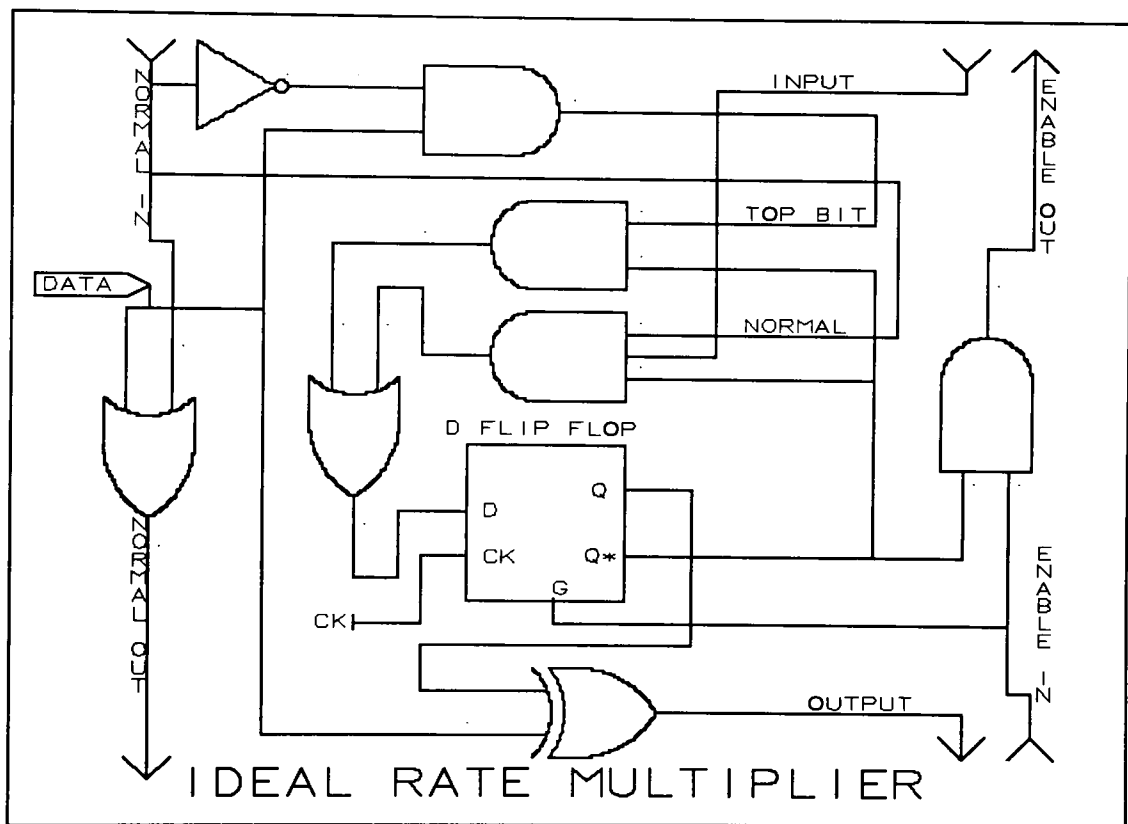 NORMAL IN
INPUT
ENABLE OUT
TOP BIT
DATA
NORMAL
D FLIP FLOP
Q
D
CK
Q*
G
CK
NORMAL OUT
ENABLE IN
OUTPUT
IDEAL RATE MULTIPLIER